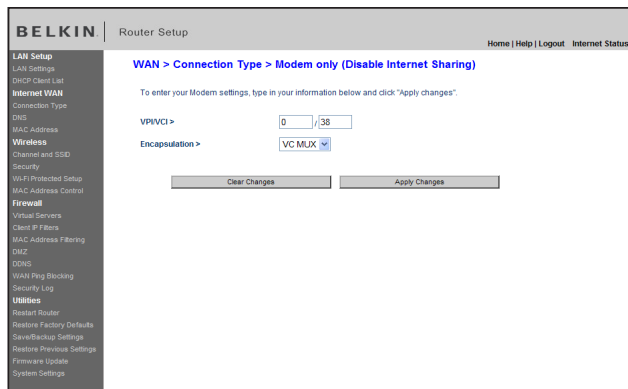 BELKIN. Router Setup
Home | Help | Logout Internet Status
LAN Setup
LAN Settings
DHCP Client List
Internet WAN
Connection Type
DNS
MAC Address
Wireless
Channel and SSID
Security
Wi-Fi Protected Setup
MAC Address Control
Firewall
Virtual Servers
Client IP Filters
MAC Address Filtering
DMZ
DDNS
WAN Ping Blocking
Security Log
Utilities
Restart Router
Restore Factory Defaults
Save/Backup Settings
Restore Previous Settings
Firmware Update
System Settings
WAN > Connection Type > Modem only (Disable Internet Sharing)
To enter your Modem settings, type in your information below and click "Apply changes".
VPI/VCI > 0 / 38
Encapsulation > VC MUX
Clear Changes Apply Changes